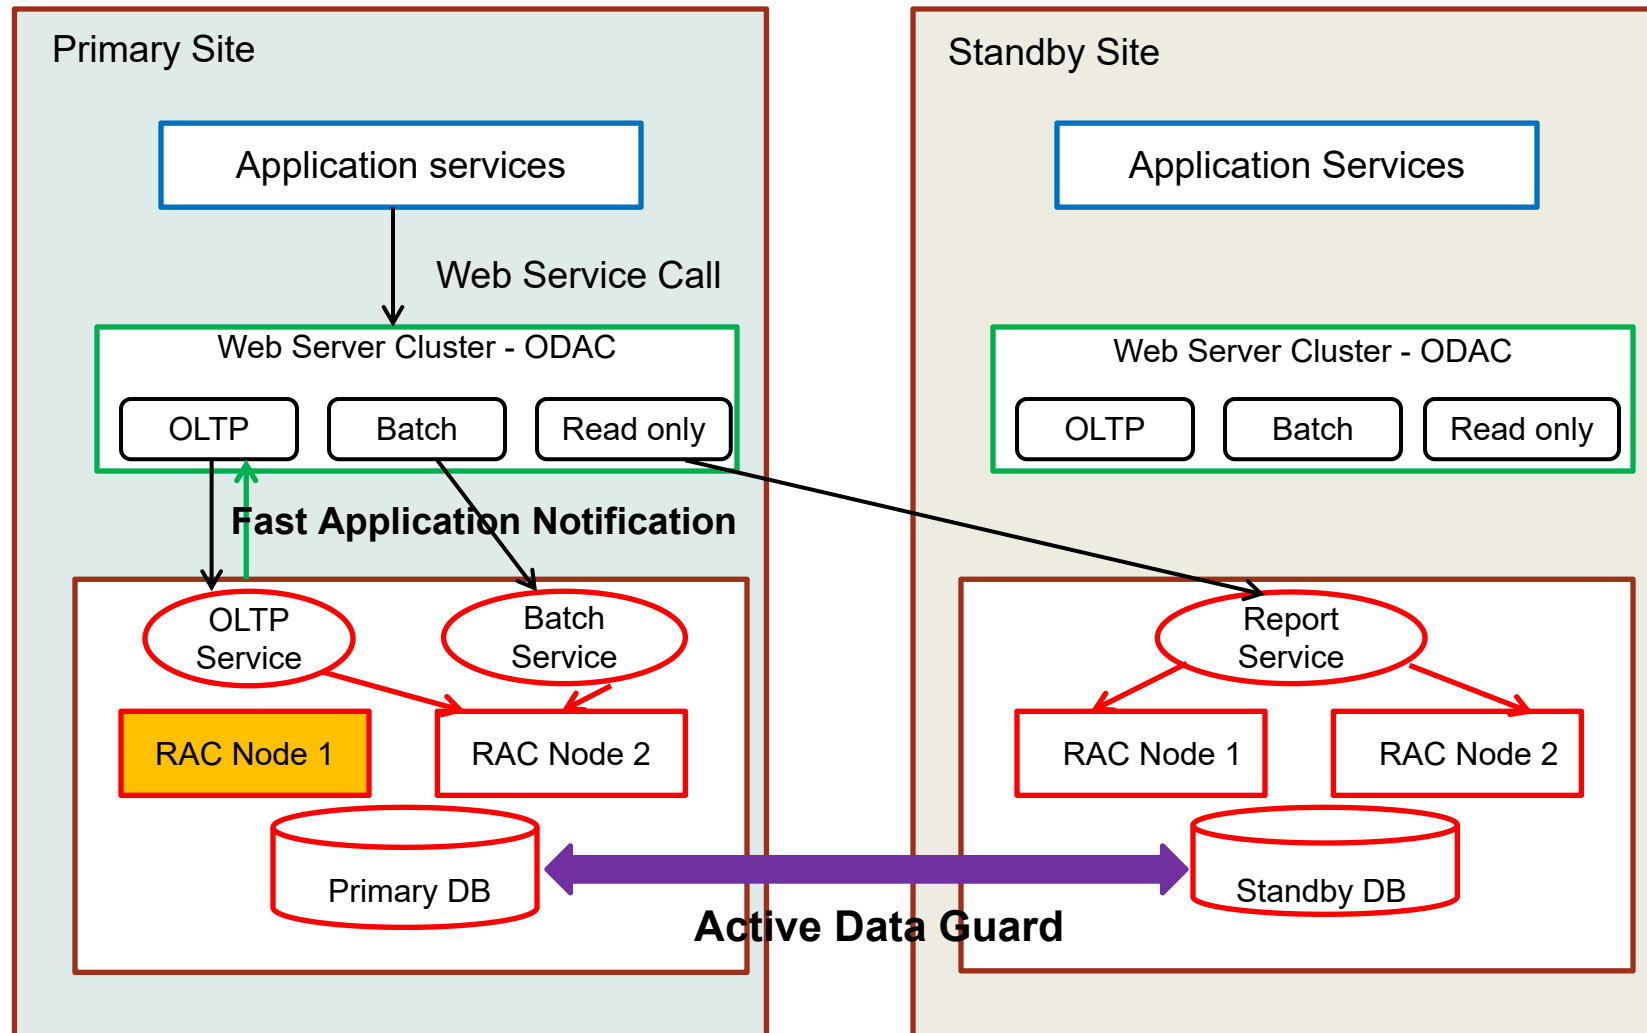 Primary Site
Application services
Web Service Call
Web Server Cluster - ODAC
OLTP
Batch
Read only
Fast Application Notification
OLTP
Service
Batch
Service
RAC Node 1
RAC Node 2
Primary DB
Active Data Guard
Standby Site
Application Services
Web Server Cluster - ODAC
OLTP
Batch
Read only
Report
Service
RAC Node 1
RAC Node 2
Standby DB